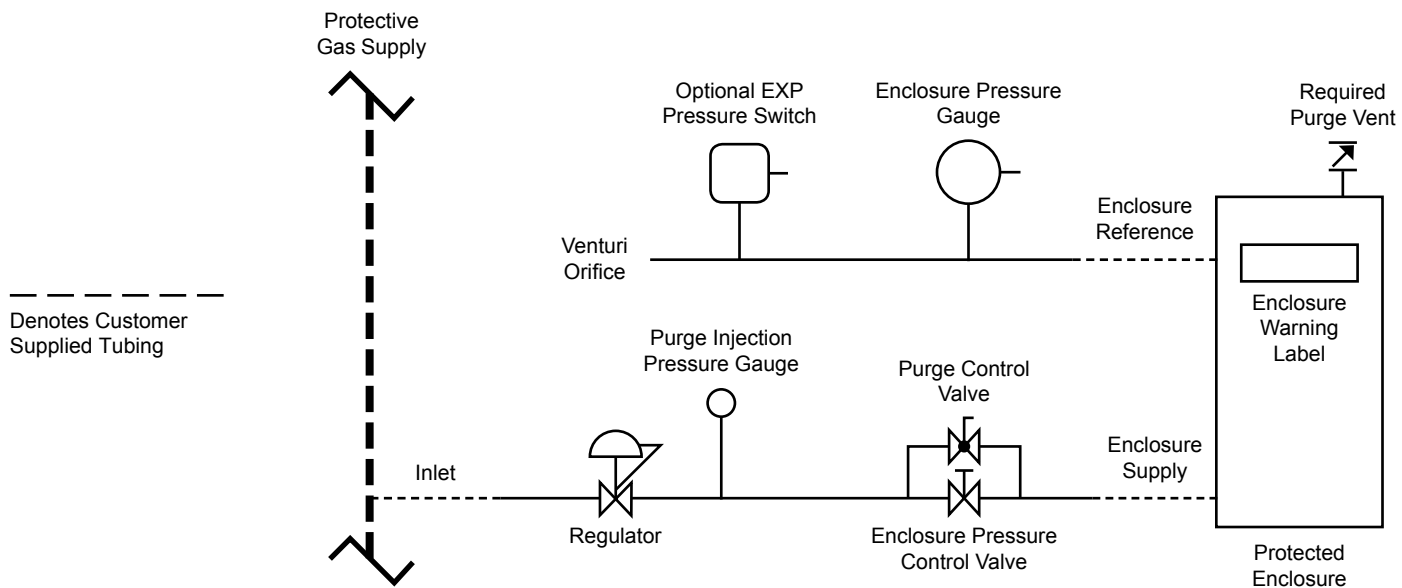 Protective
Gas Supply
Optional EXP
Pressure Switch
Enclosure Pressure
Gauge
Required
Purge Vent
Enclosure
Reference
Venturi
Orifice
Enclosure
Warning
Label
Denotes Customer
Supplied Tubing
Purge Injection
Pressure Gauge
Purge Control
Valve
Inlet
Enclosure
Supply
Regulator
Enclosure Pressure
Control Valve
Protected
Enclosure